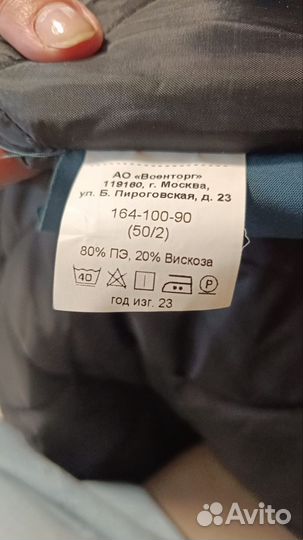 АО «Военторг»
119160, г. Москва,
ул. Б. Пироговская, д. 23
164-100-90
(50/2)
80% ПЭ, 20% Вискоза
40 P
год изг. 23
Avito